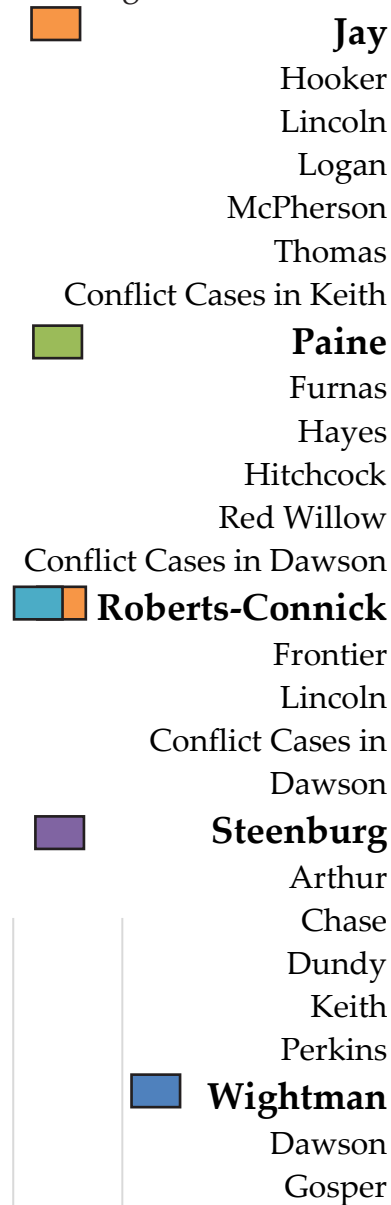 Jay
Hooker
Lincoln
Logan
McPherson
Thomas
Conflict Cases in Keith
Paine
Furnas
Hayes
Hitchcock
Red Willow
Conflict Cases in Dawson
Roberts-Connick
Frontier
Lincoln
Conflict Cases in
Dawson
Steenburg
Arthur
Chase
Dundy
Keith
Perkins
Wightman
Dawson
Gosper